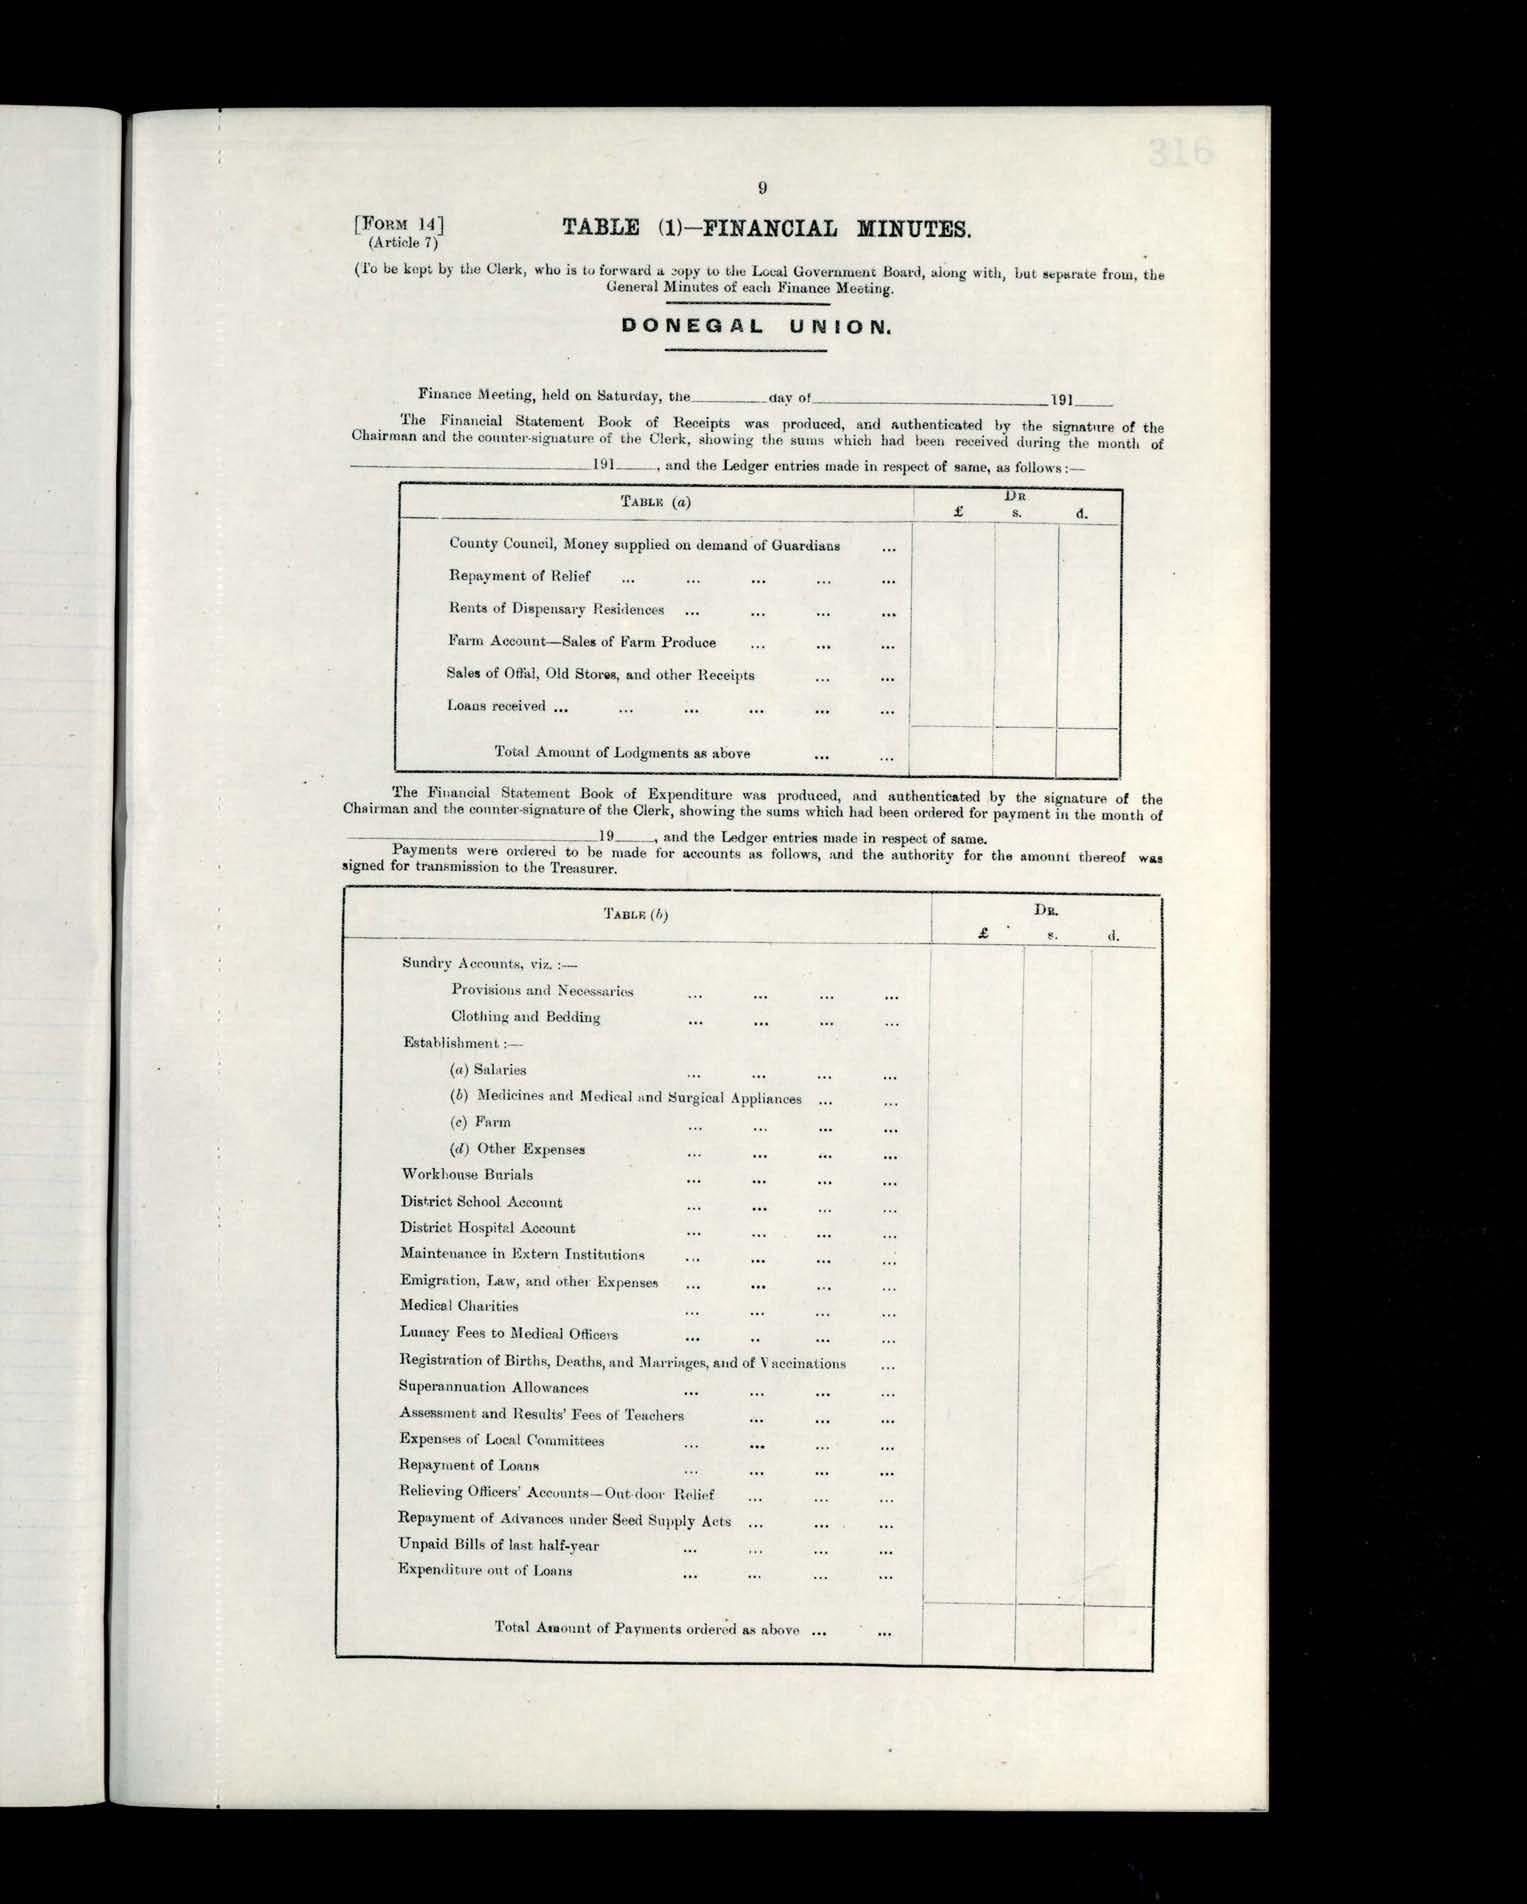 316
9
[FORM 14] TABLE (1)—FINANCIAL MINUTES.
(Article 7)
(To be kept by the Clerk, who is to forward a copy to the Local Government Board, along with, but separate from, the
General Minutes of each Finance Meeting.
DONEGAL UNION.
Finance Meeting, held on Saturday, the__________day of______________________________191_____
The Financial Statement Book of Receipts was produced, and authenticated by the signature of the
Chairman and the counter-signature of the Clerk, showing the sums which had been received during the month of
______________________________191_____, and the Ledger entries made in respect of same, as follows:—
TABLE (a) DR
£ s. d.
County Council, Money supplied on demand of Guardians ...
Repayment of Relief ... ... ... ... ...
Rents of Dispensary Residences ... ... ... ...
Farm Account—Sales of Farm Produce ... ... ...
Sales of Offal, Old Stores, and other Receipts ... ...
Loans received ... ... ... ... ... ...
Total Amount of Lodgments as above ... ...
The Financial Statement Book of Expenditure was produced, and authenticated by the signature of the
Chairman and the counter-signature of the Clerk, showing the sums which had been ordered for payment in the month of
______________________________19_____, and the Ledger entries made in respect of same.
Payments were ordered to be made for accounts as follows, and the authority for the amount thereof was
signed for transmission to the Treasurer.
TABLE (b) DR.
£ s. d.
Sundry Accounts, viz. :—
Provisions and Necessaries ... ... ... ...
Clothing and Bedding ... ... ... ...
Establishment :—
(a) Salaries ... ... ... ...
(b) Medicines and Medical and Surgical Appliances ... ...
(c) Farm ... ... ... ...
(d) Other Expenses ... ... ... ...
Workhouse Burials ... ... ... ...
District School Account ... ... ... ...
District Hospital Account ... ... ... ...
Maintenance in Extern Institutions ... ... ... ...
Emigration, Law, and other Expenses ... ... ... ...
Medical Charities ... ... ... ...
Lunacy Fees to Medical Officers ... .. ... ...
Registration of Births, Deaths, and Marriages, and of Vaccinations ...
Superannuation Allowances ... ... ... ...
Assessment and Results' Fees of Teachers ... ... ...
Expenses of Local Committees ... ... ... ...
Repayment of Loans ... ... ... ...
Relieving Officers' Accounts—Out-door Relief ... ... ...
Repayment of Advances under Seed Supply Acts ... ... ...
Unpaid Bills of last half-year ... ... ... ...
Expenditure out of Loans ... ... ... ...
Total Amount of Payments ordered as above ... ...